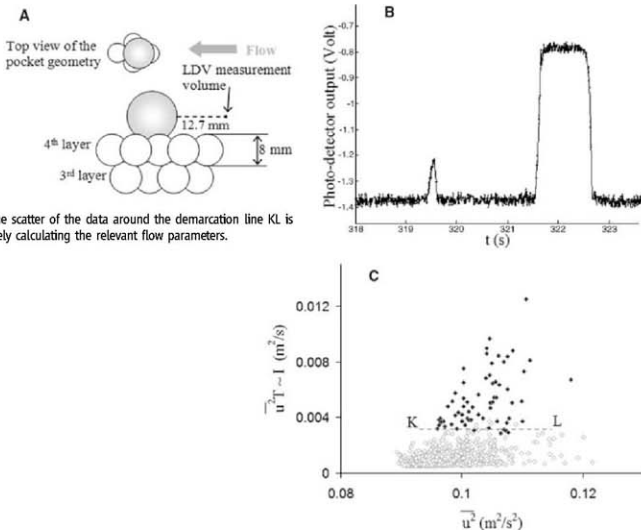 A
Top view of the
pocket geometry
Flow
LDV measurement
volume
12.7 mm
4th layer
8 mm
3rd layer
scatter of the data around the demarcation line KL is
calculating the relevant flow parameters.
B
Photo-detector output (Volt)
-0.7
-0.8
-0.9
-1
-1.1
-1.2
-1.3
-1.4
318 319 320 321 322 323
t (s)
C
u²T ~ I (m²/s)
0.012
0.008
0.004
0
K L
0.08 0.1 0.12
u² (m²/s²)